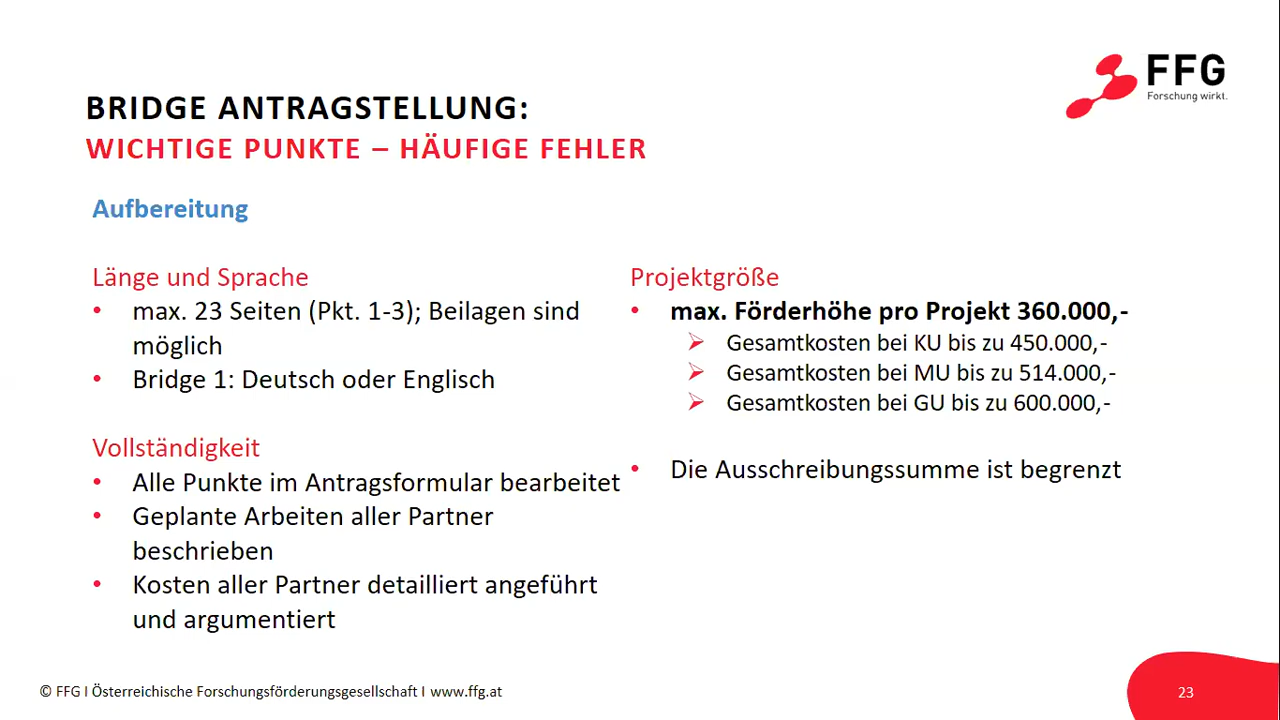 FFG
Forschung wirkt.
BRIDGE ANTRAGSTELLUNG:
WICHTIGE PUNKTE – HÄUFIGE FEHLER
Aufbereitung
Länge und Sprache
• max. 23 Seiten (Pkt. 1-3); Beilagen sind
möglich
• Bridge 1: Deutsch oder Englisch
Vollständigkeit
• Alle Punkte im Antragsformular bearbeitet
• Geplante Arbeiten aller Partner
beschrieben
• Kosten aller Partner detailliert angeführt
und argumentiert
Projektgröße
• max. Förderhöhe pro Projekt 360.000,-
➢ Gesamtkosten bei KU bis zu 450.000,-
➢ Gesamtkosten bei MU bis zu 514.000,-
➢ Gesamtkosten bei GU bis zu 600.000,-
• Die Ausschreibungssumme ist begrenzt
© FFG I Österreichische Forschungsförderungsgesellschaft I www.ffg.at
23